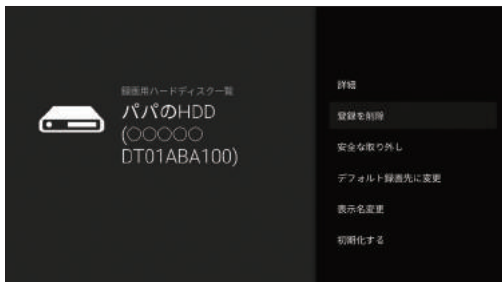 録画用ハードディスク一覧
パパのHDD
(○○○○○
DT01ABA100)
詳細
登録を削除
安全な取り外し
デフォルト録画先に変更
表示名変更
初期化する